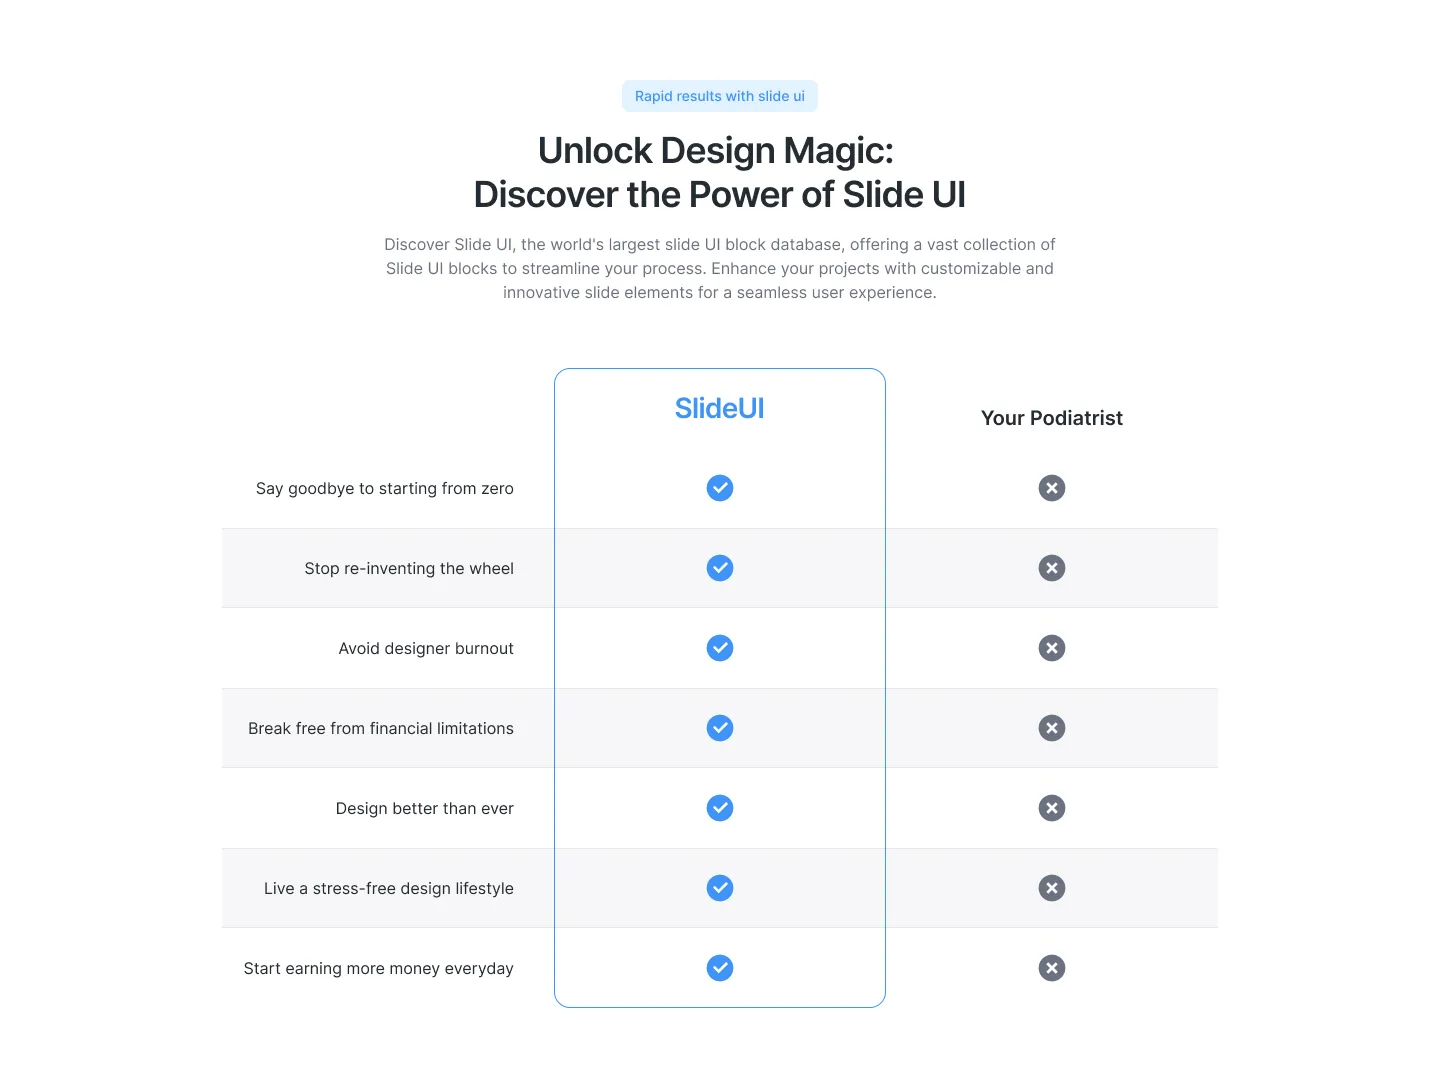 Rapid results with slide ui
Unlock Design Magic:
Discover the Power of Slide UI
Discover Slide UI, the world's largest slide UI block database, offering a vast collection of
Slide UI blocks to streamline your process. Enhance your projects with customizable and
innovative slide elements for a seamless user experience.
SlideUI
Your Podiatrist
Say goodbye to starting from zero
Stop re-inventing the wheel
Avoid designer burnout
Break free from financial limitations
Design better than ever
Live a stress-free design lifestyle
Start earning more money everyday